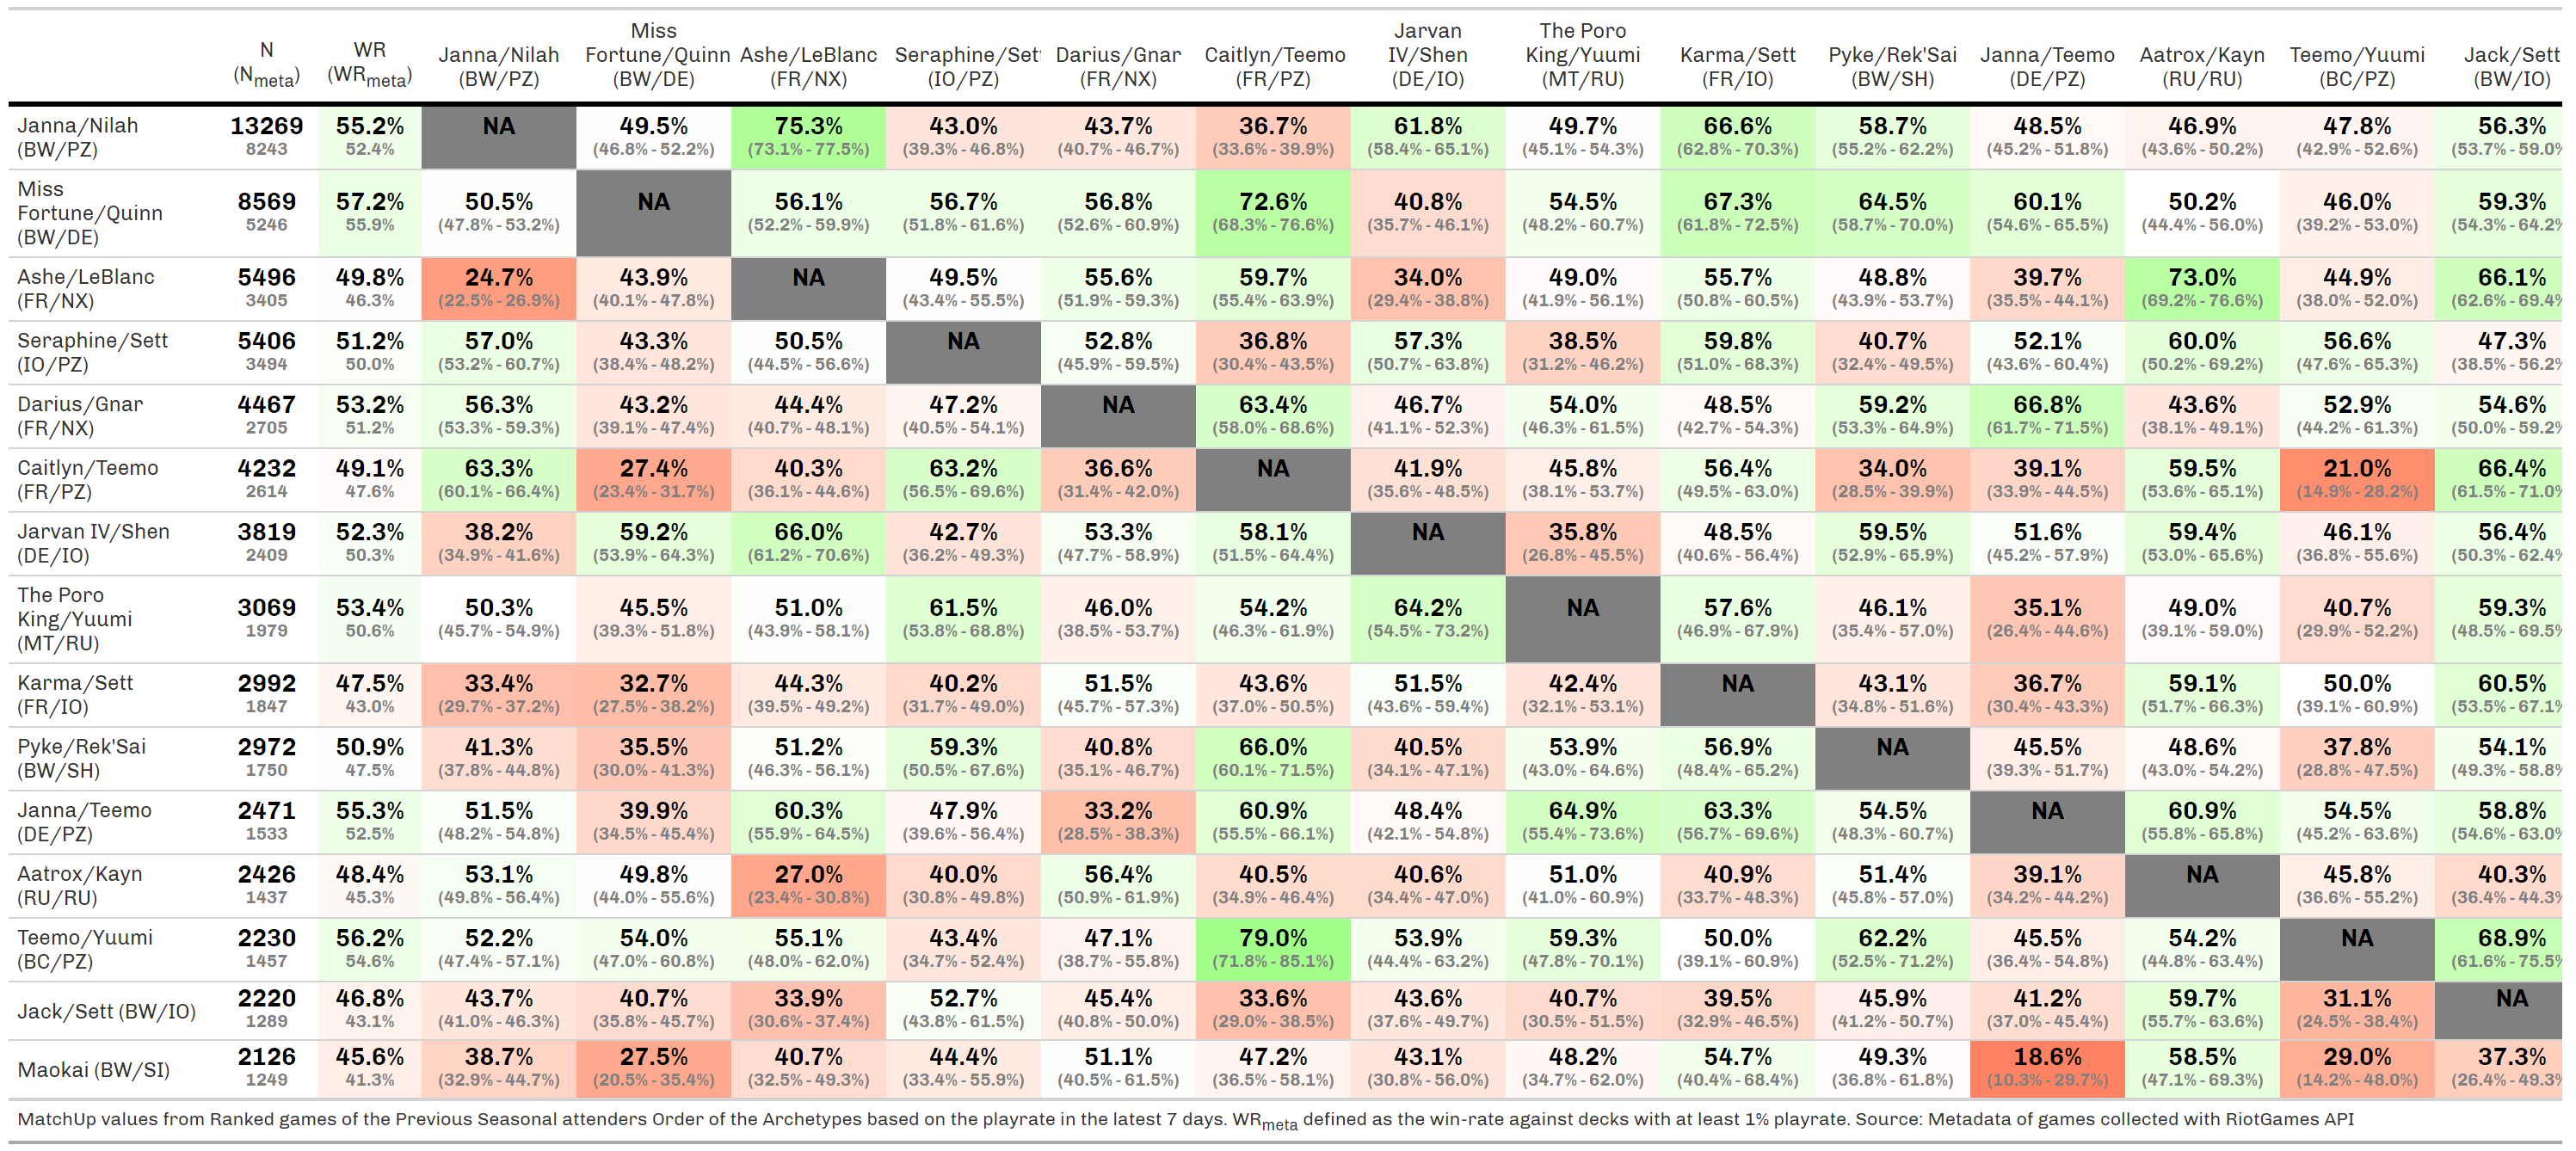 Miss Jarvan The Poro
N WR Janna/Nilah Fortune/Quinn Ashe/LeBlanc Seraphine/Sett Darius/Gnar Caitlyn/Teemo IV/Shen King/Yuumi Karma/Sett Pyke/Rek'Sai Janna/Teemo Aatrox/Kayn Teemo/Yuumi Jack/Sett
(Nmeta) (WRmeta) (BW/PZ) (BW/DE) (FR/NX) (IO/PZ) (FR/NX) (FR/PZ) (DE/IO) (MT/RU) (FR/IO) (BW/SH) (DE/PZ) (RU/RU) (BC/PZ) (BW/IO)
Janna/Nilah 13269 55.2% NA 49.5% 75.3% 43.0% 43.7% 36.7% 61.8% 49.7% 66.6% 58.7% 48.5% 46.9% 47.8% 56.3%
(BW/PZ) 8243 52.4% (46.8% - 52.2%) (73.1% - 77.5%) (39.3% - 46.8%) (40.7% - 46.7%) (33.6% - 39.9%) (58.4% - 65.1%) (45.1% - 54.3%) (62.8% - 70.3%) (55.2% - 62.2%) (45.2% - 51.8%) (43.6% - 50.2%) (42.9% - 52.6%) (53.7% - 59.0%
Miss
Fortune/Quinn 8569 57.2% 50.5% NA 56.1% 56.7% 56.8% 72.6% 40.8% 54.5% 67.3% 64.5% 60.1% 50.2% 46.0% 59.3%
(BW/DE) 5246 55.9% (47.8% - 53.2%) (52.2% - 59.9%) (51.8% - 61.6%) (52.6% - 60.9%) (68.3% - 76.6%) (35.7% - 46.1%) (48.2% - 60.7%) (61.8% - 72.5%) (58.7% - 70.0%) (54.6% - 65.5%) (44.4% - 56.0%) (39.2% - 53.0%) (54.3% - 64.2%
Ashe/LeBlanc 5496 49.8% 24.7% 43.9% NA 49.5% 55.6% 59.7% 34.0% 49.0% 55.7% 48.8% 39.7% 73.0% 44.9% 66.1%
(FR/NX) 3405 46.3% (22.5% - 26.9%) (40.1% - 47.8%) (43.4% - 55.5%) (51.9% - 59.3%) (55.4% - 63.9%) (29.4% - 38.8%) (41.9% - 56.1%) (50.8% - 60.5%) (43.9% - 53.7%) (35.5% - 44.1%) (69.2% - 76.6%) (38.0% - 52.0%) (62.6% - 69.4%
Seraphine/Sett 5406 51.2% 57.0% 43.3% 50.5% NA 52.8% 36.8% 57.3% 38.5% 59.8% 40.7% 52.1% 60.0% 56.6% 47.3%
(IO/PZ) 3494 50.0% (53.2% - 60.7%) (38.4% - 48.2%) (44.5% - 56.6%) (45.9% - 59.5%) (30.4% - 43.5%) (50.7% - 63.8%) (31.2% - 46.2%) (51.0% - 68.3%) (32.4% - 49.5%) (43.6% - 60.4%) (50.2% - 69.2%) (47.6% - 65.3%) (38.5% - 56.2%
Darius/Gnar 4467 53.2% 56.3% 43.2% 44.4% 47.2% NA 63.4% 46.7% 54.0% 48.5% 59.2% 66.8% 43.6% 52.9% 54.6%
(FR/NX) 2705 51.2% (53.3% - 59.3%) (39.1% - 47.4%) (40.7% - 48.1%) (40.5% - 54.1%) (58.0% - 68.6%) (41.1% - 52.3%) (46.3% - 61.5%) (42.7% - 54.3%) (53.3% - 64.9%) (61.7% - 71.5%) (38.1% - 49.1%) (44.2% - 61.3%) (50.0% - 59.2%
Caitlyn/Teemo 4232 49.1% 63.3% 27.4% 40.3% 63.2% 36.6% NA 41.9% 45.8% 56.4% 34.0% 39.1% 59.5% 21.0% 66.4%
(FR/PZ) 2614 47.6% (60.1% - 66.4%) (23.4% - 31.7%) (36.1% - 44.6%) (56.5% - 69.6%) (31.4% - 42.0%) (35.6% - 48.5%) (38.1% - 53.7%) (49.5% - 63.0%) (28.5% - 39.9%) (33.9% - 44.5%) (53.6% - 65.1%) (14.9% - 28.2%) (61.5% - 71.0%
Jarvan IV/Shen 3819 52.3% 38.2% 59.2% 66.0% 42.7% 53.3% 58.1% NA 35.8% 48.5% 59.5% 51.6% 59.4% 46.1% 56.4%
(DE/IO) 2409 50.3% (34.9% - 41.6%) (53.9% - 64.3%) (61.2% - 70.6%) (36.2% - 49.3%) (47.7% - 58.9%) (51.5% - 64.4%) (26.8% - 45.5%) (40.6% - 56.4%) (52.9% - 65.9%) (45.2% - 57.9%) (53.0% - 65.6%) (36.8% - 55.6%) (50.3% - 62.4%
The Poro
King/Yuumi 3069 53.4% 50.3% 45.5% 51.0% 61.5% 46.0% 54.2% 64.2% NA 57.6% 46.1% 35.1% 49.0% 40.7% 59.3%
(MT/RU) 1979 50.6% (45.7% - 54.9%) (39.3% - 51.8%) (43.9% - 58.1%) (53.8% - 68.8%) (38.5% - 53.7%) (46.3% - 61.9%) (54.5% - 73.2%) (46.9% - 67.9%) (35.4% - 57.0%) (26.4% - 44.6%) (39.1% - 59.0%) (29.9% - 52.2%) (48.5% - 69.5%
Karma/Sett 2992 47.5% 33.4% 32.7% 44.3% 40.2% 51.5% 43.6% 51.5% 42.4% NA 43.1% 36.7% 59.1% 50.0% 60.5%
(FR/IO) 1847 43.0% (29.7% - 37.2%) (27.5% - 38.2%) (39.5% - 49.2%) (31.7% - 49.0%) (45.7% - 57.3%) (37.0% - 50.5%) (43.6% - 59.4%) (32.1% - 53.1%) (34.8% - 51.6%) (30.4% - 43.3%) (51.7% - 66.3%) (39.1% - 60.9%) (53.5% - 67.1%
Pyke/Rek'Sai 2972 50.9% 41.3% 35.5% 51.2% 59.3% 40.8% 66.0% 40.5% 53.9% 56.9% NA 45.5% 48.6% 37.8% 54.1%
(BW/SH) 1750 47.5% (37.8% - 44.8%) (30.0% - 41.3%) (46.3% - 56.1%) (50.5% - 67.6%) (35.1% - 46.7%) (60.1% - 71.5%) (34.1% - 47.1%) (43.0% - 64.6%) (48.4% - 65.2%) (39.3% - 51.7%) (43.0% - 54.2%) (28.8% - 47.5%) (49.3% - 58.8%
Janna/Teemo 2471 55.3% 51.5% 39.9% 60.3% 47.9% 33.2% 60.9% 48.4% 64.9% 63.3% 54.5% NA 60.9% 54.5% 58.8%
(DE/PZ) 1533 52.5% (48.2% - 54.8%) (34.5% - 45.4%) (55.9% - 64.5%) (39.6% - 56.4%) (28.5% - 38.3%) (55.5% - 66.1%) (42.1% - 54.8%) (55.4% - 73.6%) (56.7% - 69.6%) (48.3% - 60.7%) (55.8% - 65.8%) (45.2% - 63.6%) (54.6% - 63.0%
Aatrox/Kayn 2426 48.4% 53.1% 49.8% 27.0% 40.0% 56.4% 40.5% 40.6% 51.0% 40.9% 51.4% 39.1% NA 45.8% 40.3%
(RU/RU) 1437 45.3% (49.8% - 56.4%) (44.0% - 55.6%) (23.4% - 30.8%) (30.8% - 49.8%) (50.9% - 61.9%) (34.9% - 46.4%) (34.4% - 47.0%) (41.0% - 60.9%) (33.7% - 48.3%) (45.8% - 57.0%) (34.2% - 44.2%) (36.6% - 55.2%) (36.4% - 44.3%
Teemo/Yuumi 2230 56.2% 52.2% 54.0% 55.1% 43.4% 47.1% 79.0% 53.9% 59.3% 50.0% 62.2% 45.5% 54.2% NA 68.9%
(BC/PZ) 1457 54.6% (47.4% - 57.1%) (47.0% - 60.8%) (48.0% - 62.0%) (34.7% - 52.4%) (38.7% - 55.8%) (71.8% - 85.1%) (44.4% - 63.2%) (47.8% - 70.1%) (39.1% - 60.9%) (52.5% - 71.2%) (36.4% - 54.8%) (44.8% - 63.4%) (61.6% - 75.5%
Jack/Sett (BW/IO) 2220 46.8% 43.7% 40.7% 33.9% 52.7% 45.4% 33.6% 43.6% 40.7% 39.5% 45.9% 41.2% 59.7% 31.1% NA
1289 43.1% (41.0% - 46.3%) (35.8% - 45.7%) (30.6% - 37.4%) (43.8% - 61.5%) (40.8% - 50.0%) (29.0% - 38.5%) (37.6% - 49.7%) (30.5% - 51.5%) (32.9% - 46.5%) (41.2% - 50.7%) (37.0% - 45.4%) (55.7% - 63.6%) (24.5% - 38.4%)
Maokai (BW/SI) 2126 45.6% 38.7% 27.5% 40.7% 44.4% 51.1% 47.2% 43.1% 48.2% 54.7% 49.3% 18.6% 58.5% 29.0% 37.3%
1249 41.3% (32.9% - 44.7%) (20.5% - 35.4%) (32.5% - 49.3%) (33.4% - 55.9%) (40.5% - 61.5%) (36.5% - 58.1%) (30.8% - 56.0%) (34.7% - 62.0%) (40.4% - 68.4%) (36.8% - 61.8%) (10.3% - 29.7%) (47.1% - 69.3%) (14.2% - 48.0%) (26.4% - 49.3%
MatchUp values from Ranked games of the Previous Seasonal attenders Order of the Archetypes based on the playrate in the latest 7 days. WRmeta defined as the win-rate against decks with at least 1% playrate. Source: Metadata of games collected with RiotGames API